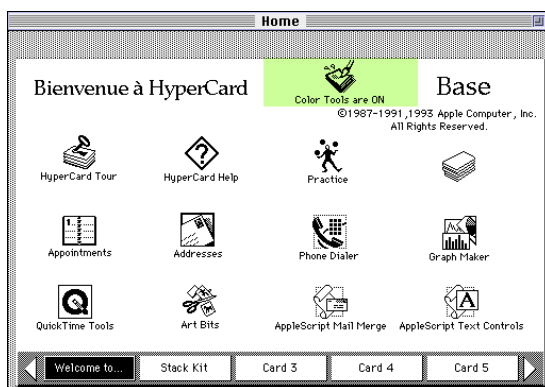 Home
Bienvenue à HyperCard
Color Tools are ON
Base
©1987-1991,1993 Apple Computer, Inc.
All Rights Reserved.
HyperCard Tour
HyperCard Help
Practice
1.
Appointments
Addresses
Phone Dialer
Graph Maker
QuickTime Tools
Art Bits
AppleScript Mail Merge
A
AppleScript Text Controls
Welcome to...
Stack Kit
Card 3
Card 4
Card 5